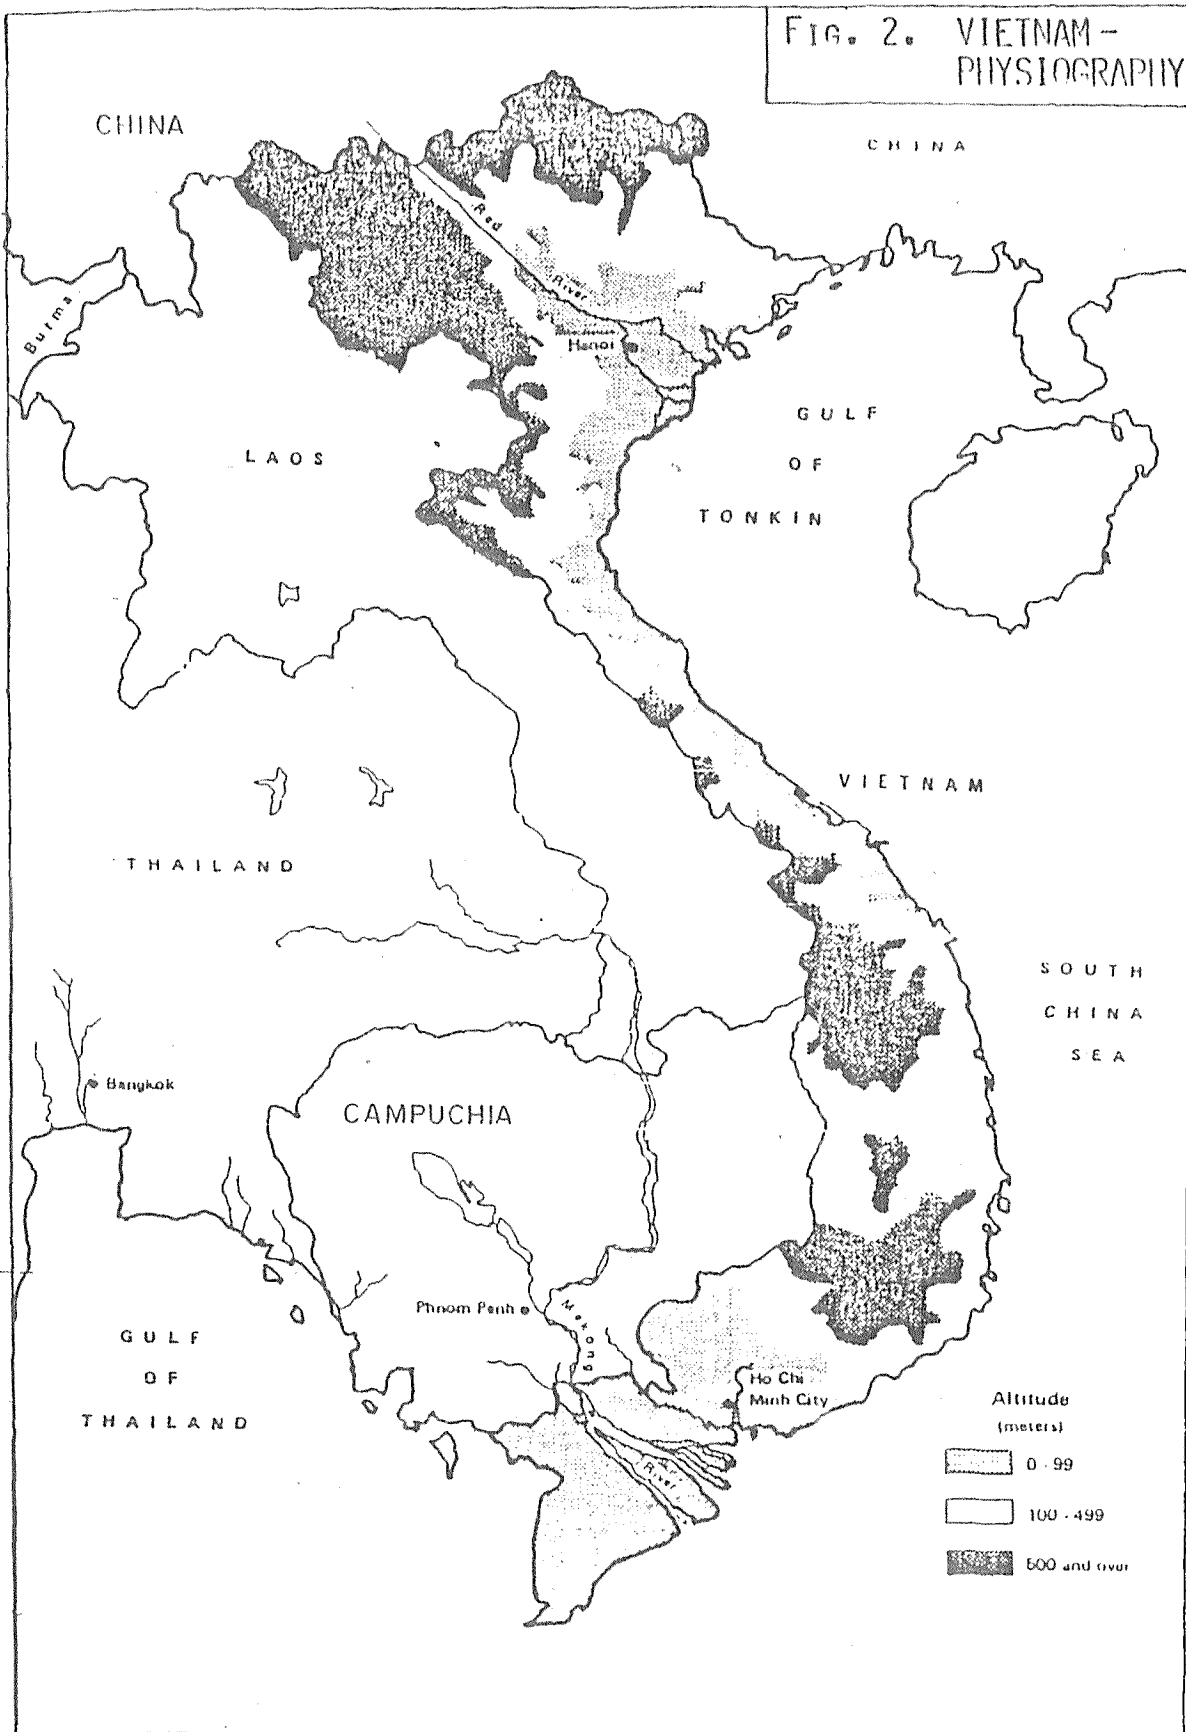 FIG. 2. VIETNAM -
PHYSIOGRAPHY
CHINA
CHINA
Red
River
Burma
Hanoi
GULF
OF
TONKIN
LAOS
VIETNAM
THAILAND
SOUTH
CHINA
SEA
Bangkok
CAMPUCHIA
Phnom Penh
Mekong
GULF
OF
THAILAND
Ho Chi
Minh City
River
Altitude
(meters)
0 - 99
100 - 499
500 and over